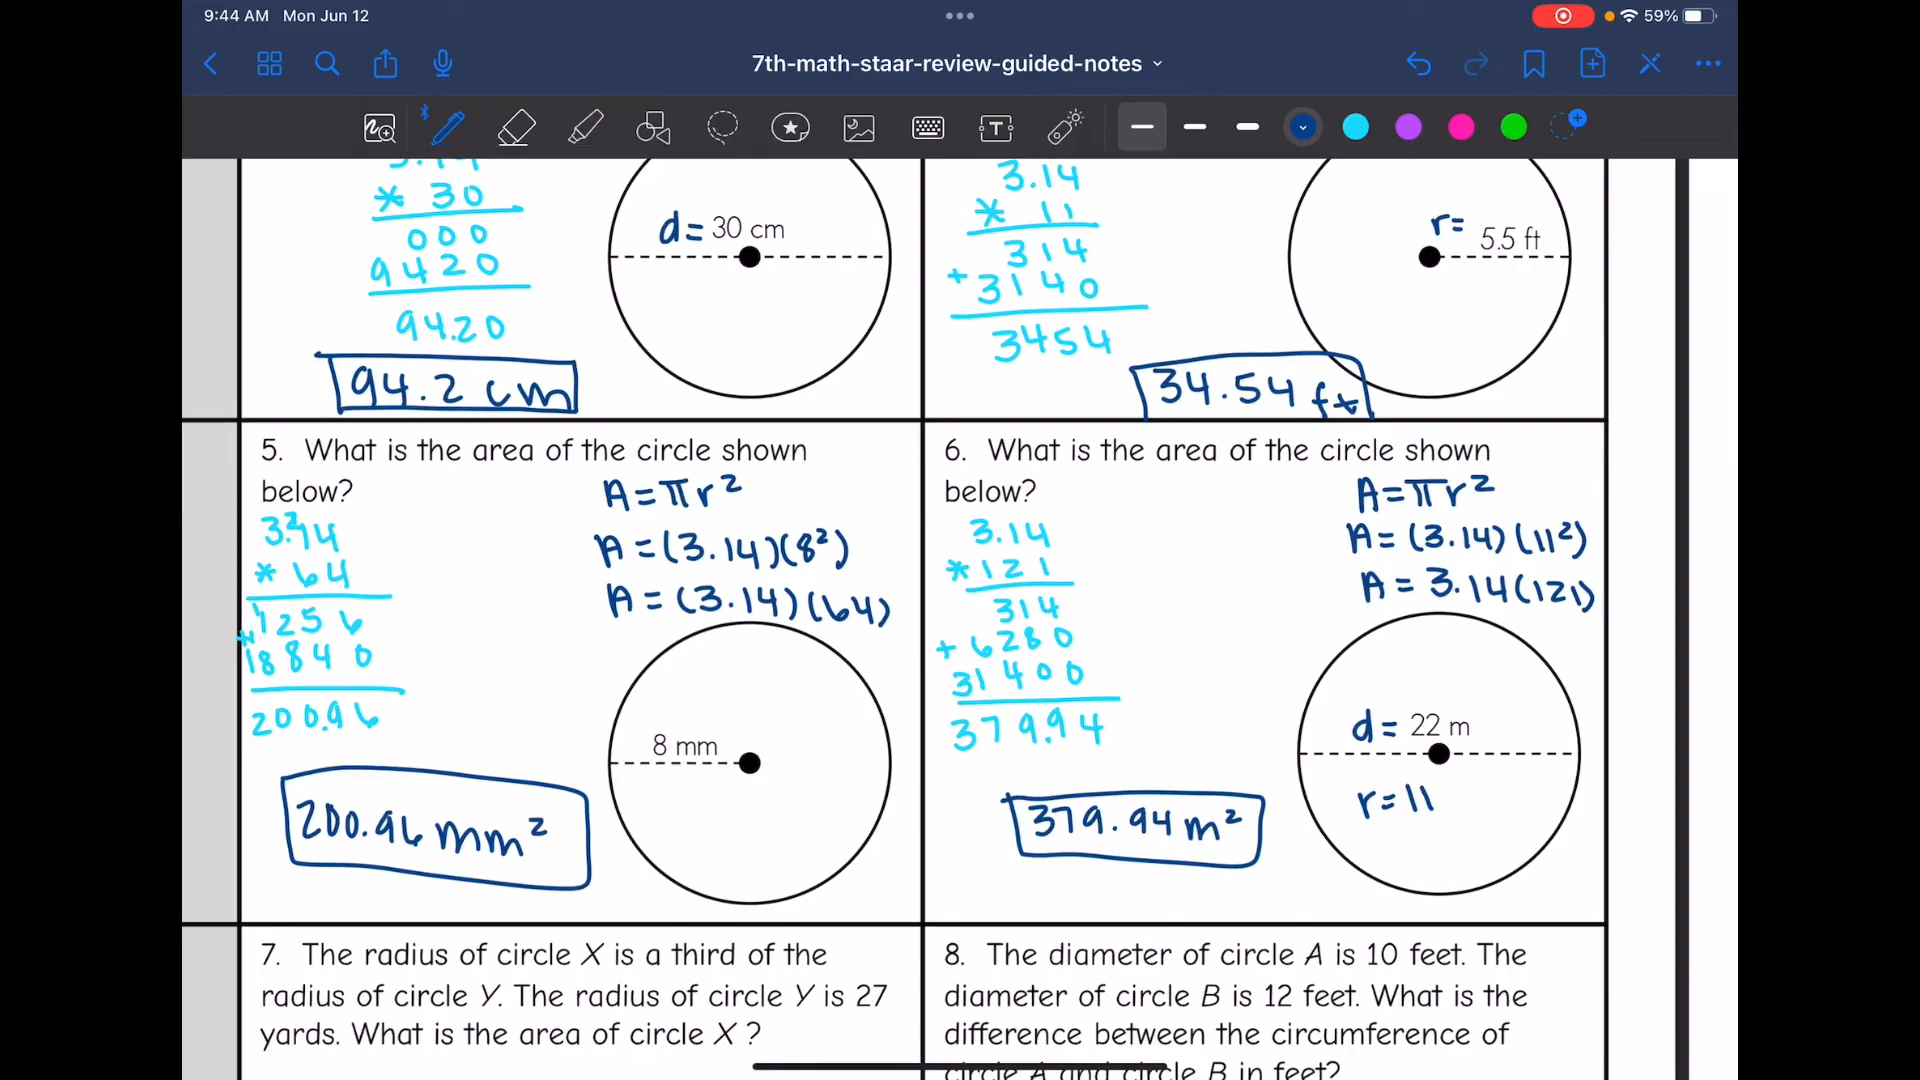 9:44 AM Mon Jun 12
59%
7th-math-staar-review-guided-notes
* 30
000
9420
94.20
94.2 cm
d = 30 cm
3.14
* 11
314
+ 3140
3454
34.54 ft
r =
5.5 ft
5. What is the area of the circle shown
below?
A = πr²
A = (3.14)(8²)
A = (3.14)(64)
3.14
* 64
1256
18840
200.96
8 mm
200.96 mm²
6. What is the area of the circle shown
below?
A = πr²
A = (3.14)(11²)
A = 3.14(121)
3.14
* 121
314
+ 6280
31400
379.94
d = 22 m
r = 11
379.94 m²
7. The radius of circle X is a third of the
radius of circle Y. The radius of circle Y is 27
yards. What is the area of circle X ?
8. The diameter of circle A is 10 feet. The
diameter of circle B is 12 feet. What is the
difference between the circumference of
circle A and circle B in feet?